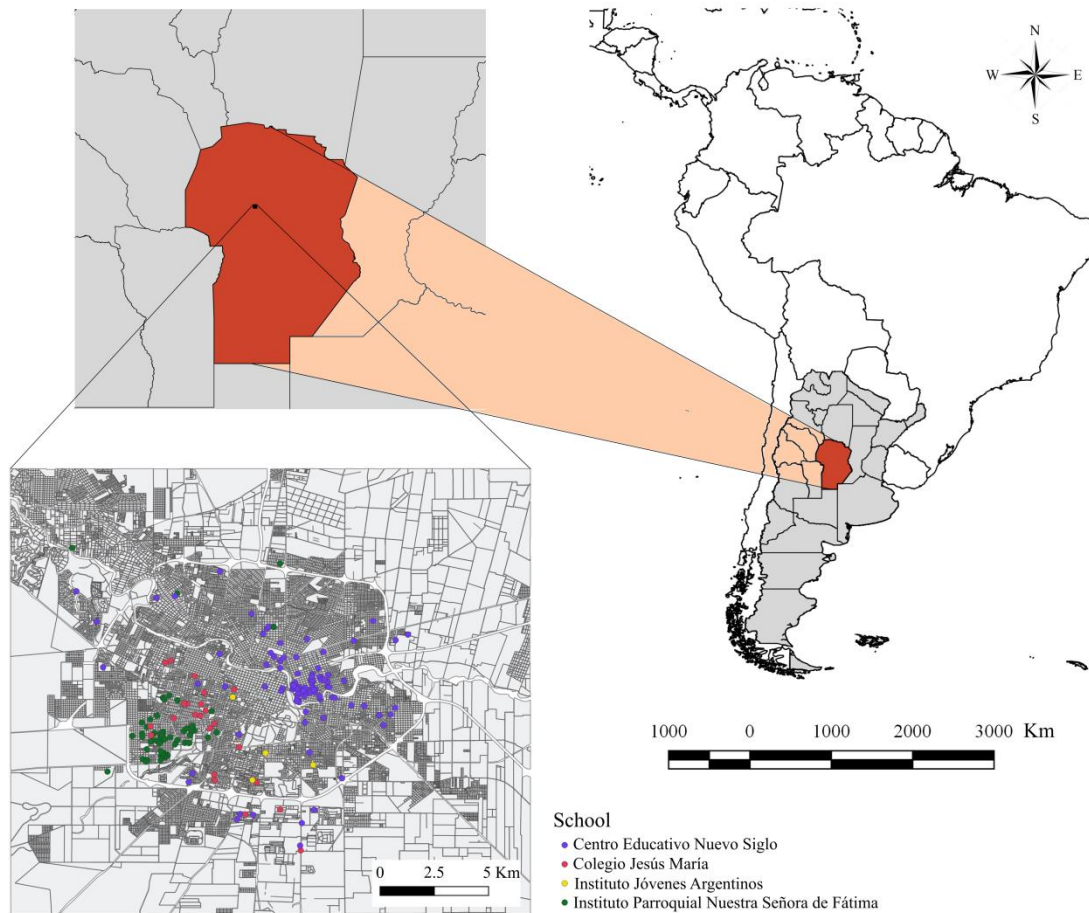 N
W E
S
1000 0 1000 2000 3000 Km
0 2.5 5 Km
School
Centro Educativo Nuevo Siglo
Colegio Jesús María
Instituto Jóvenes Argentinos
Instituto Parroquial Nuestra Señora de Fátima